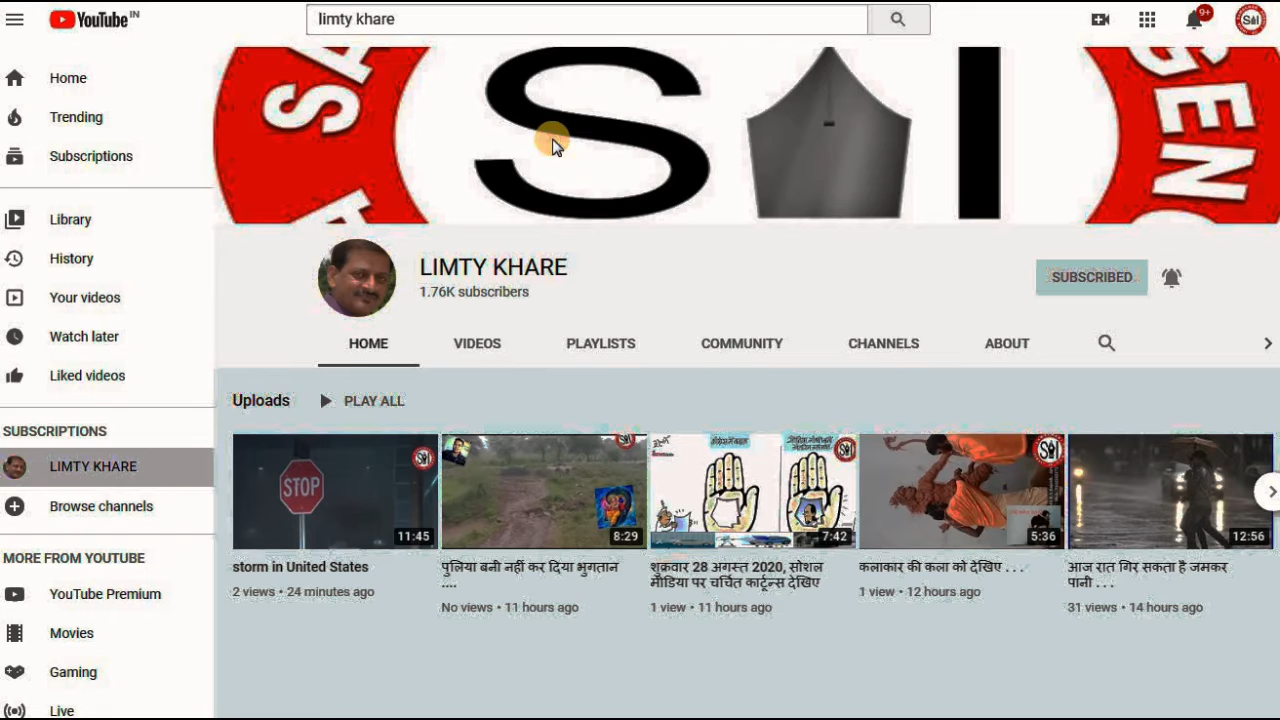 YouTube IN
limty khare
9+
SAI
Home
Trending
Subscriptions
Library
History
Your videos
Watch later
Liked videos
SUBSCRIPTIONS
LIMTY KHARE
Browse channels
MORE FROM YOUTUBE
YouTube Premium
Movies
Gaming
Live
SA
S I
GEN
LIMTY KHARE
1.76K subscribers
SUBSCRIBED
HOME VIDEOS PLAYLISTS COMMUNITY CHANNELS ABOUT
Uploads PLAY ALL
STOP
11:45
8:29
7:42
5:36
12:56
storm in United States
2 views • 24 minutes ago
पुलिया बनी नहीं कर दिया भुगतान
....
No views • 11 hours ago
शुक्रवार 28 अगस्त 2020, सोशल
मीडिया पर चर्चित कार्टून्स देखिए
1 view • 11 hours ago
कलाकार की कला को देखिए . . .
1 view • 12 hours ago
आज रात गिर सकता है जमकर
पानी . . .
31 views • 14 hours ago